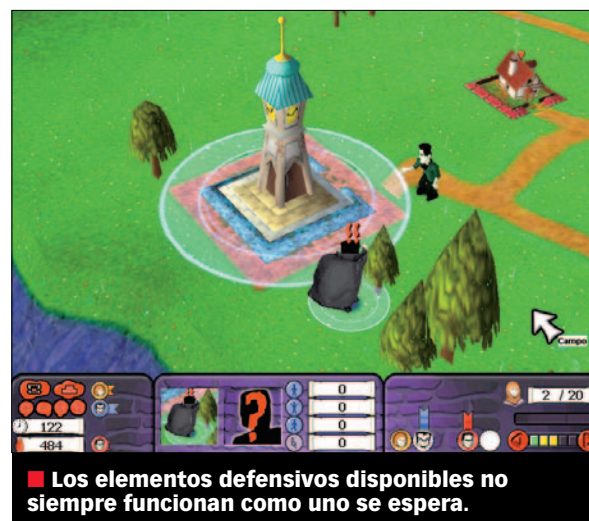 Campo
122
484
0
0
0
0
2 / 20
Los elementos defensivos disponibles no
siempre funcionan como uno se espera.